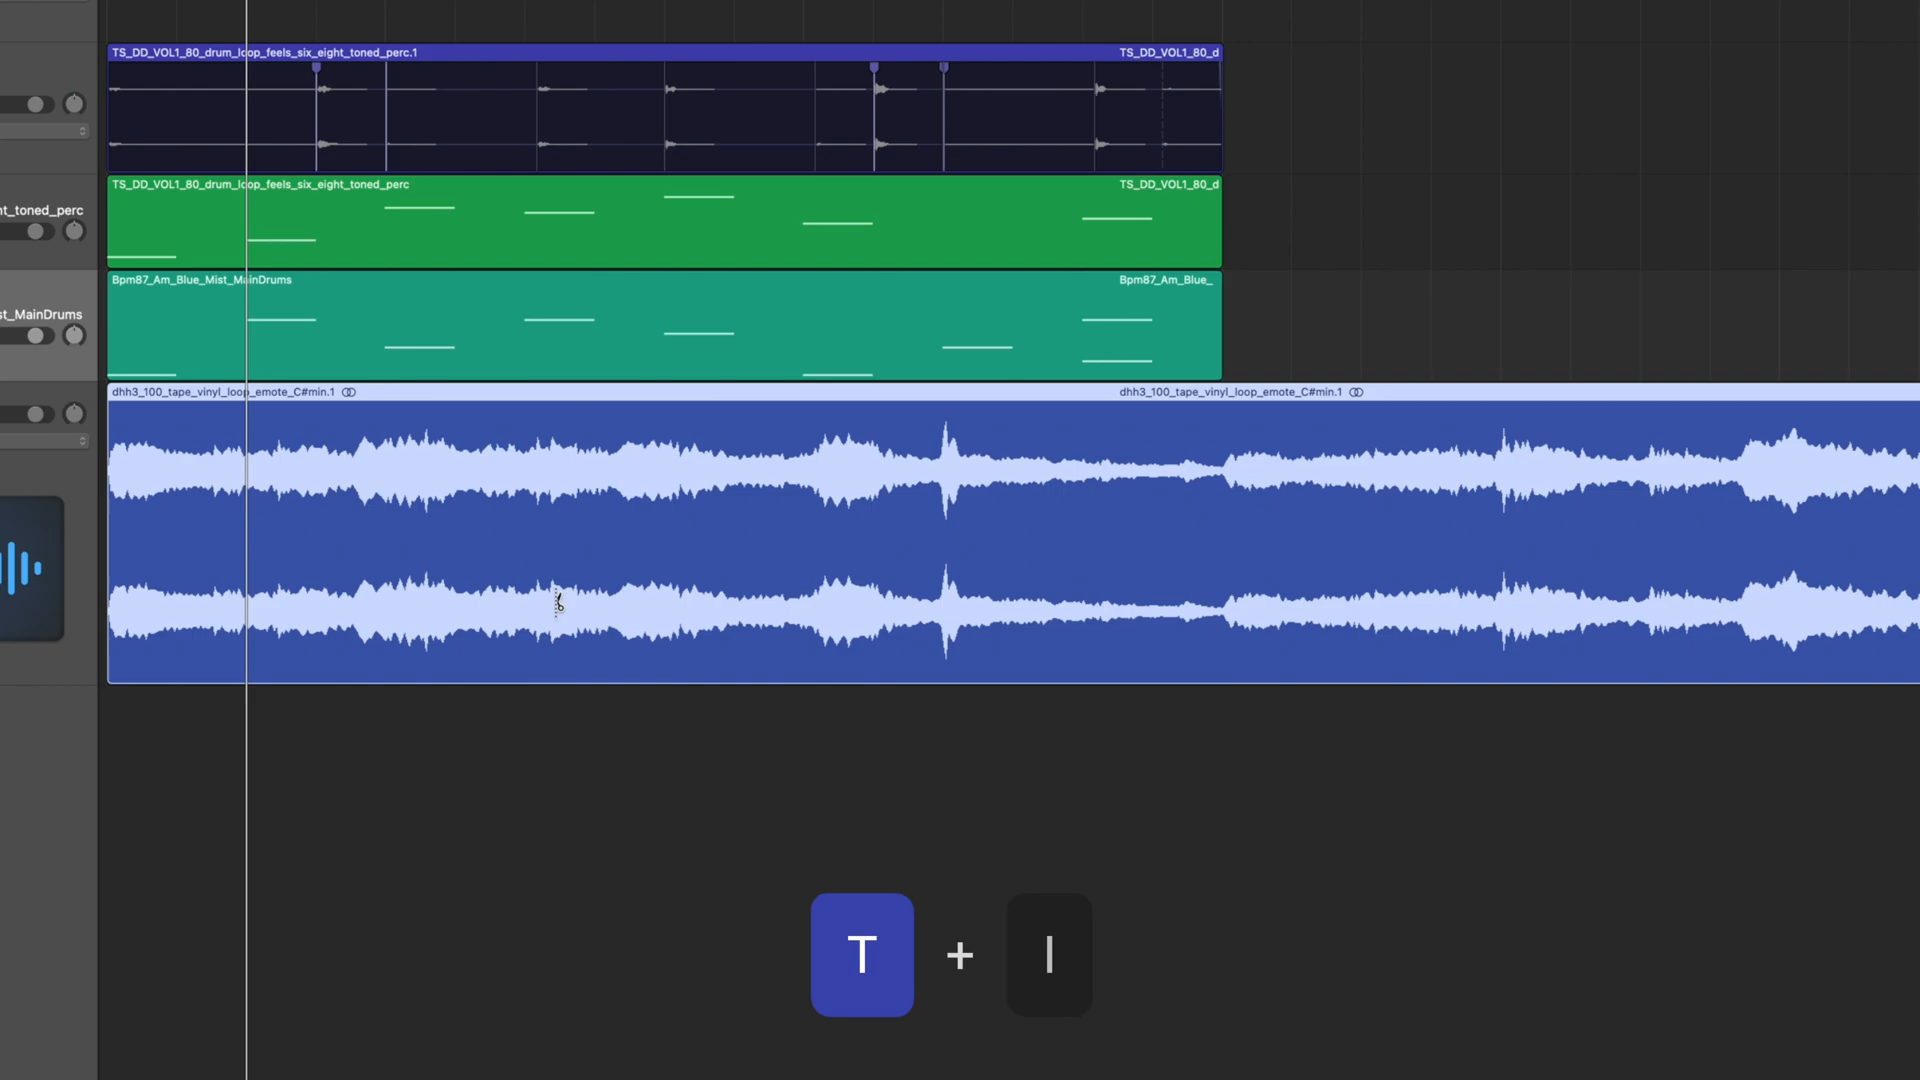 TS_DD_VOL1_80_drum_loop_feels_six_eight_toned_perc.1
TS_DD_VOL1_80_d
nt_toned_perc
TS_DD_VOL1_80_drum_loop_feels_six_eight_toned_perc
TS_DD_VOL1_80_d
st_MainDrums
Bpm87_Am_Blue_Mist_MainDrums
Bpm87_Am_Blue_
dhh3_100_tape_vinyl_loop_emote_C#min.1
dhh3_100_tape_vinyl_loop_emote_C#min.1
T + I